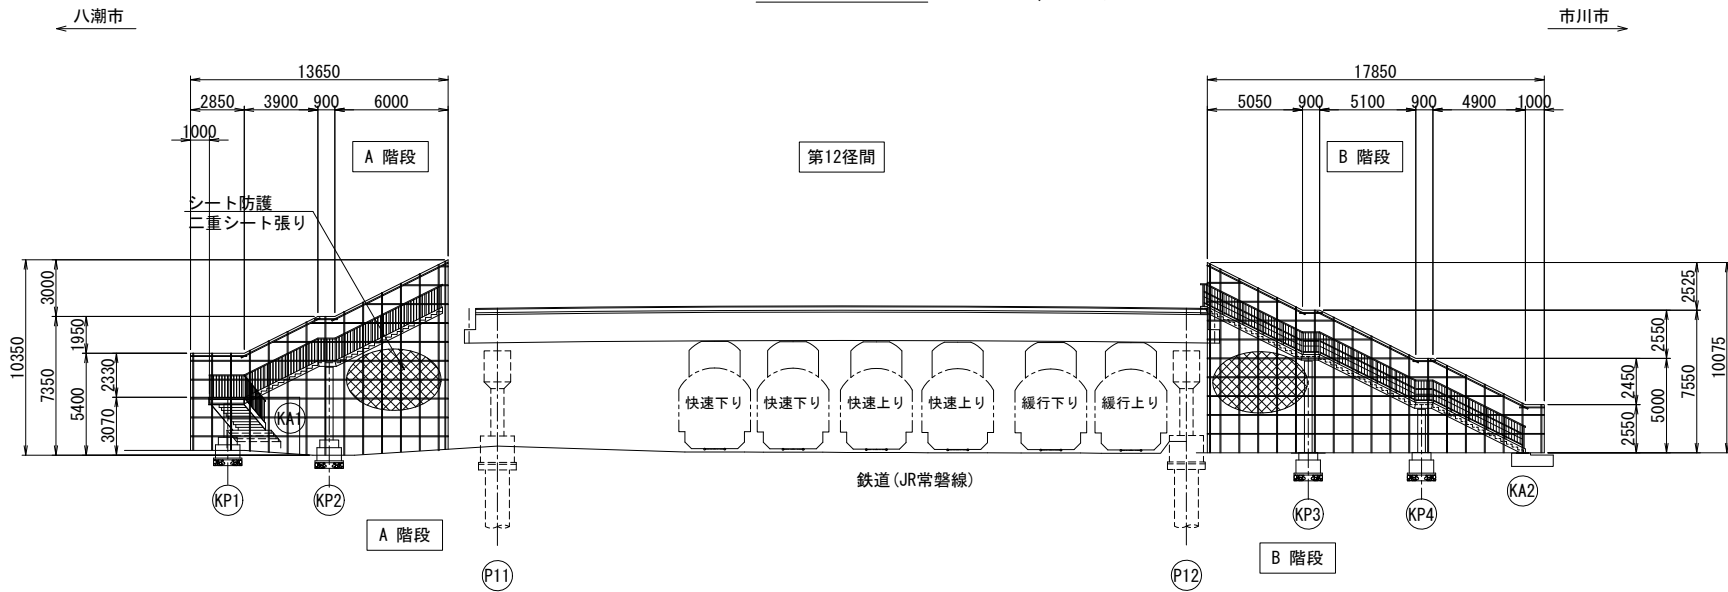 八潮市
市川市
13650
17850
2850
3900
900
6000
5050
900
5100
900
4900
1000
1000
A 階段
第12径間
B 階段
シート防護
二重シート張り
10350
3000
7350
1950
5400
2330
3070
2525
2550
10075
7550
2450
5000
2550
快速下り
快速下り
快速上り
快速上り
緩行下り
緩行上り
KA1
鉄道(JR常磐線)
KP1
KP2
KP3
KP4
KA2
A 階段
B 階段
P11
P12